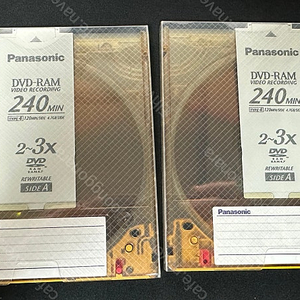 Panasonic
DVD-RAM
VIDEO RECORDING
240MIN
2~3X
DVD
REWRITABLE
SIDE A
Panasonic
DVD-RAM
VIDEO RECORDING
240MIN
2~3X
DVD
REWRITABLE
SIDE A
Panasonic